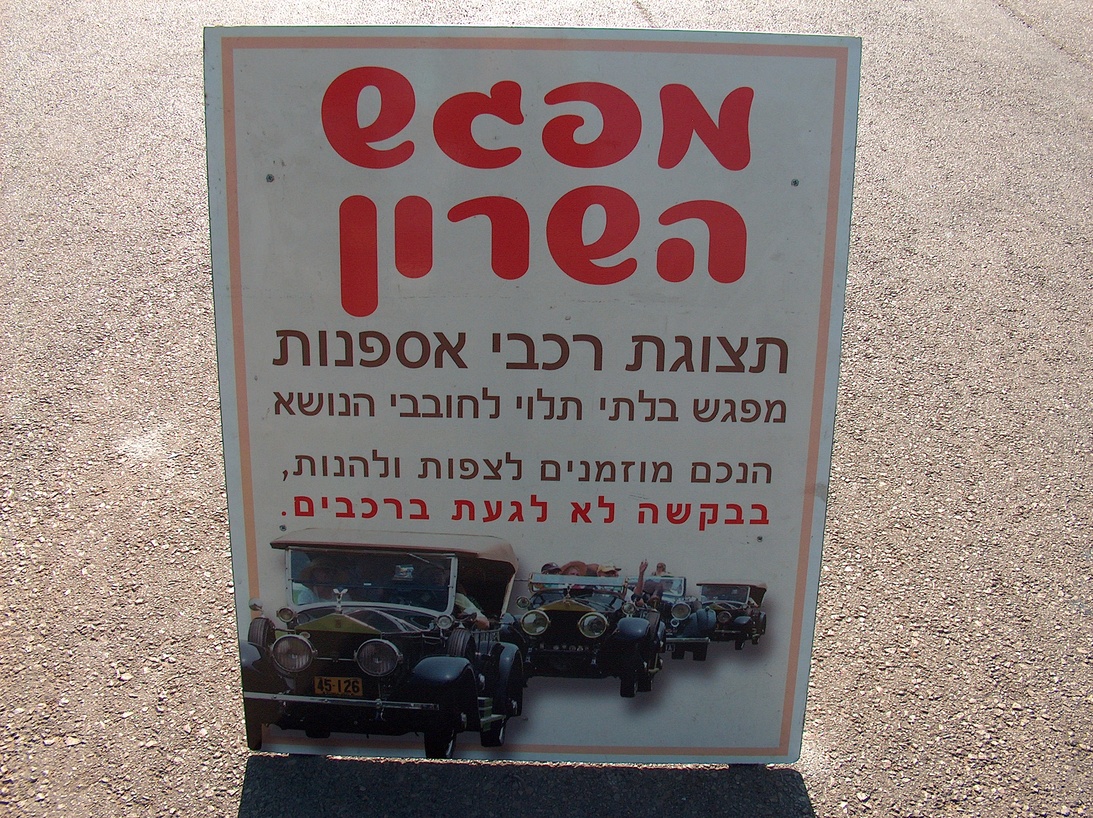 מפגש
השרון
תצוגת רכבי אספנות
מפגש בלתי תלוי לחובבי הנושא
הנכם מוזמנים לצפות ולהנות,
בבקשה לא לגעת ברכבים.
45-126